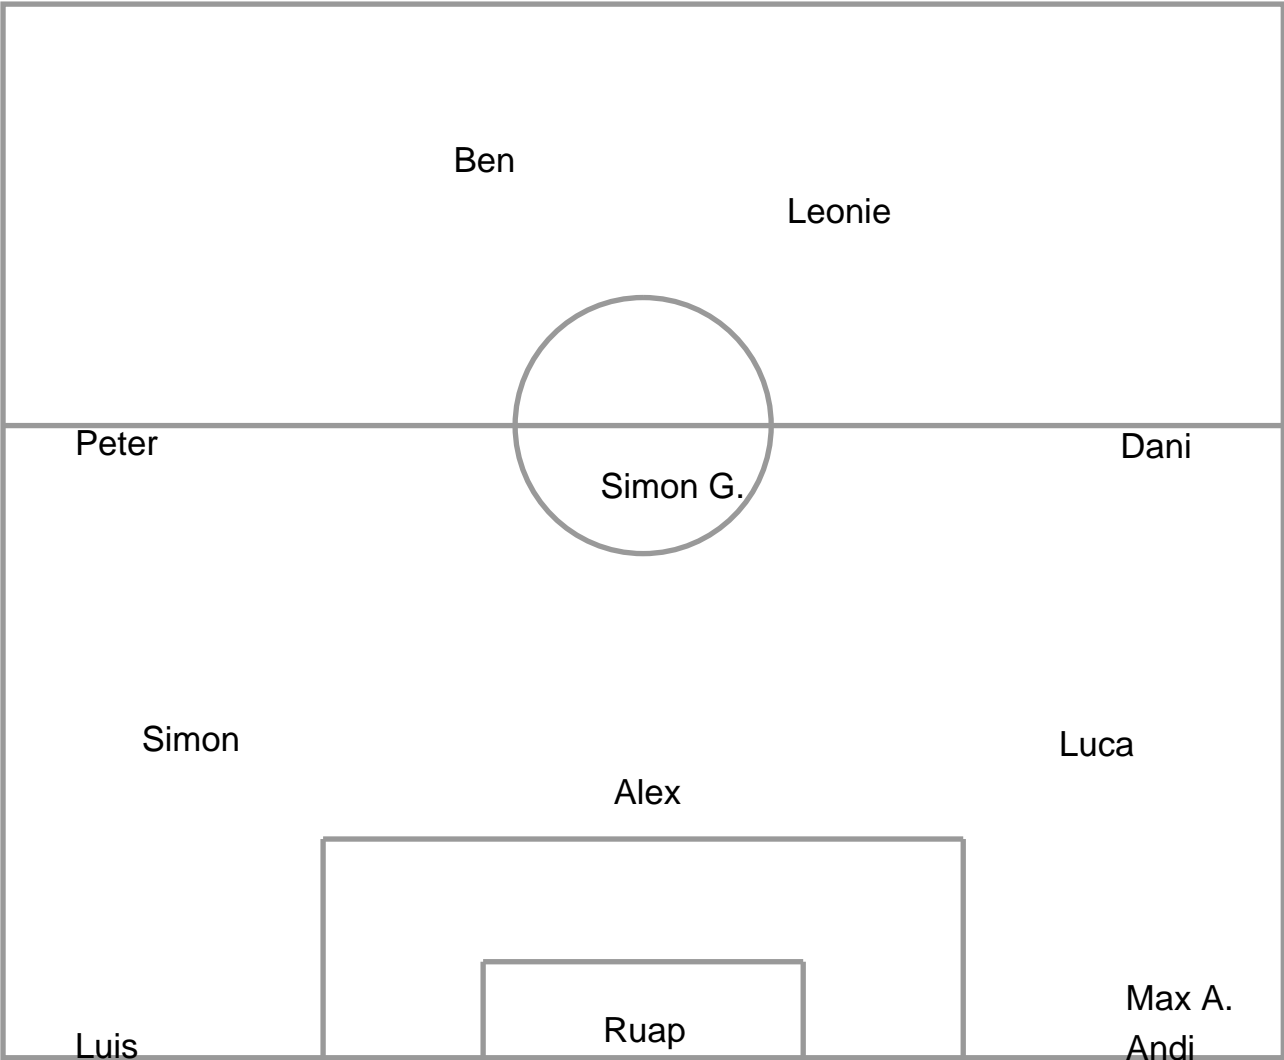 Ben
Leonie
Peter
Dani
Simon G.
Simon
Luca
Alex
Max A.
Ruap
Luis
Andi